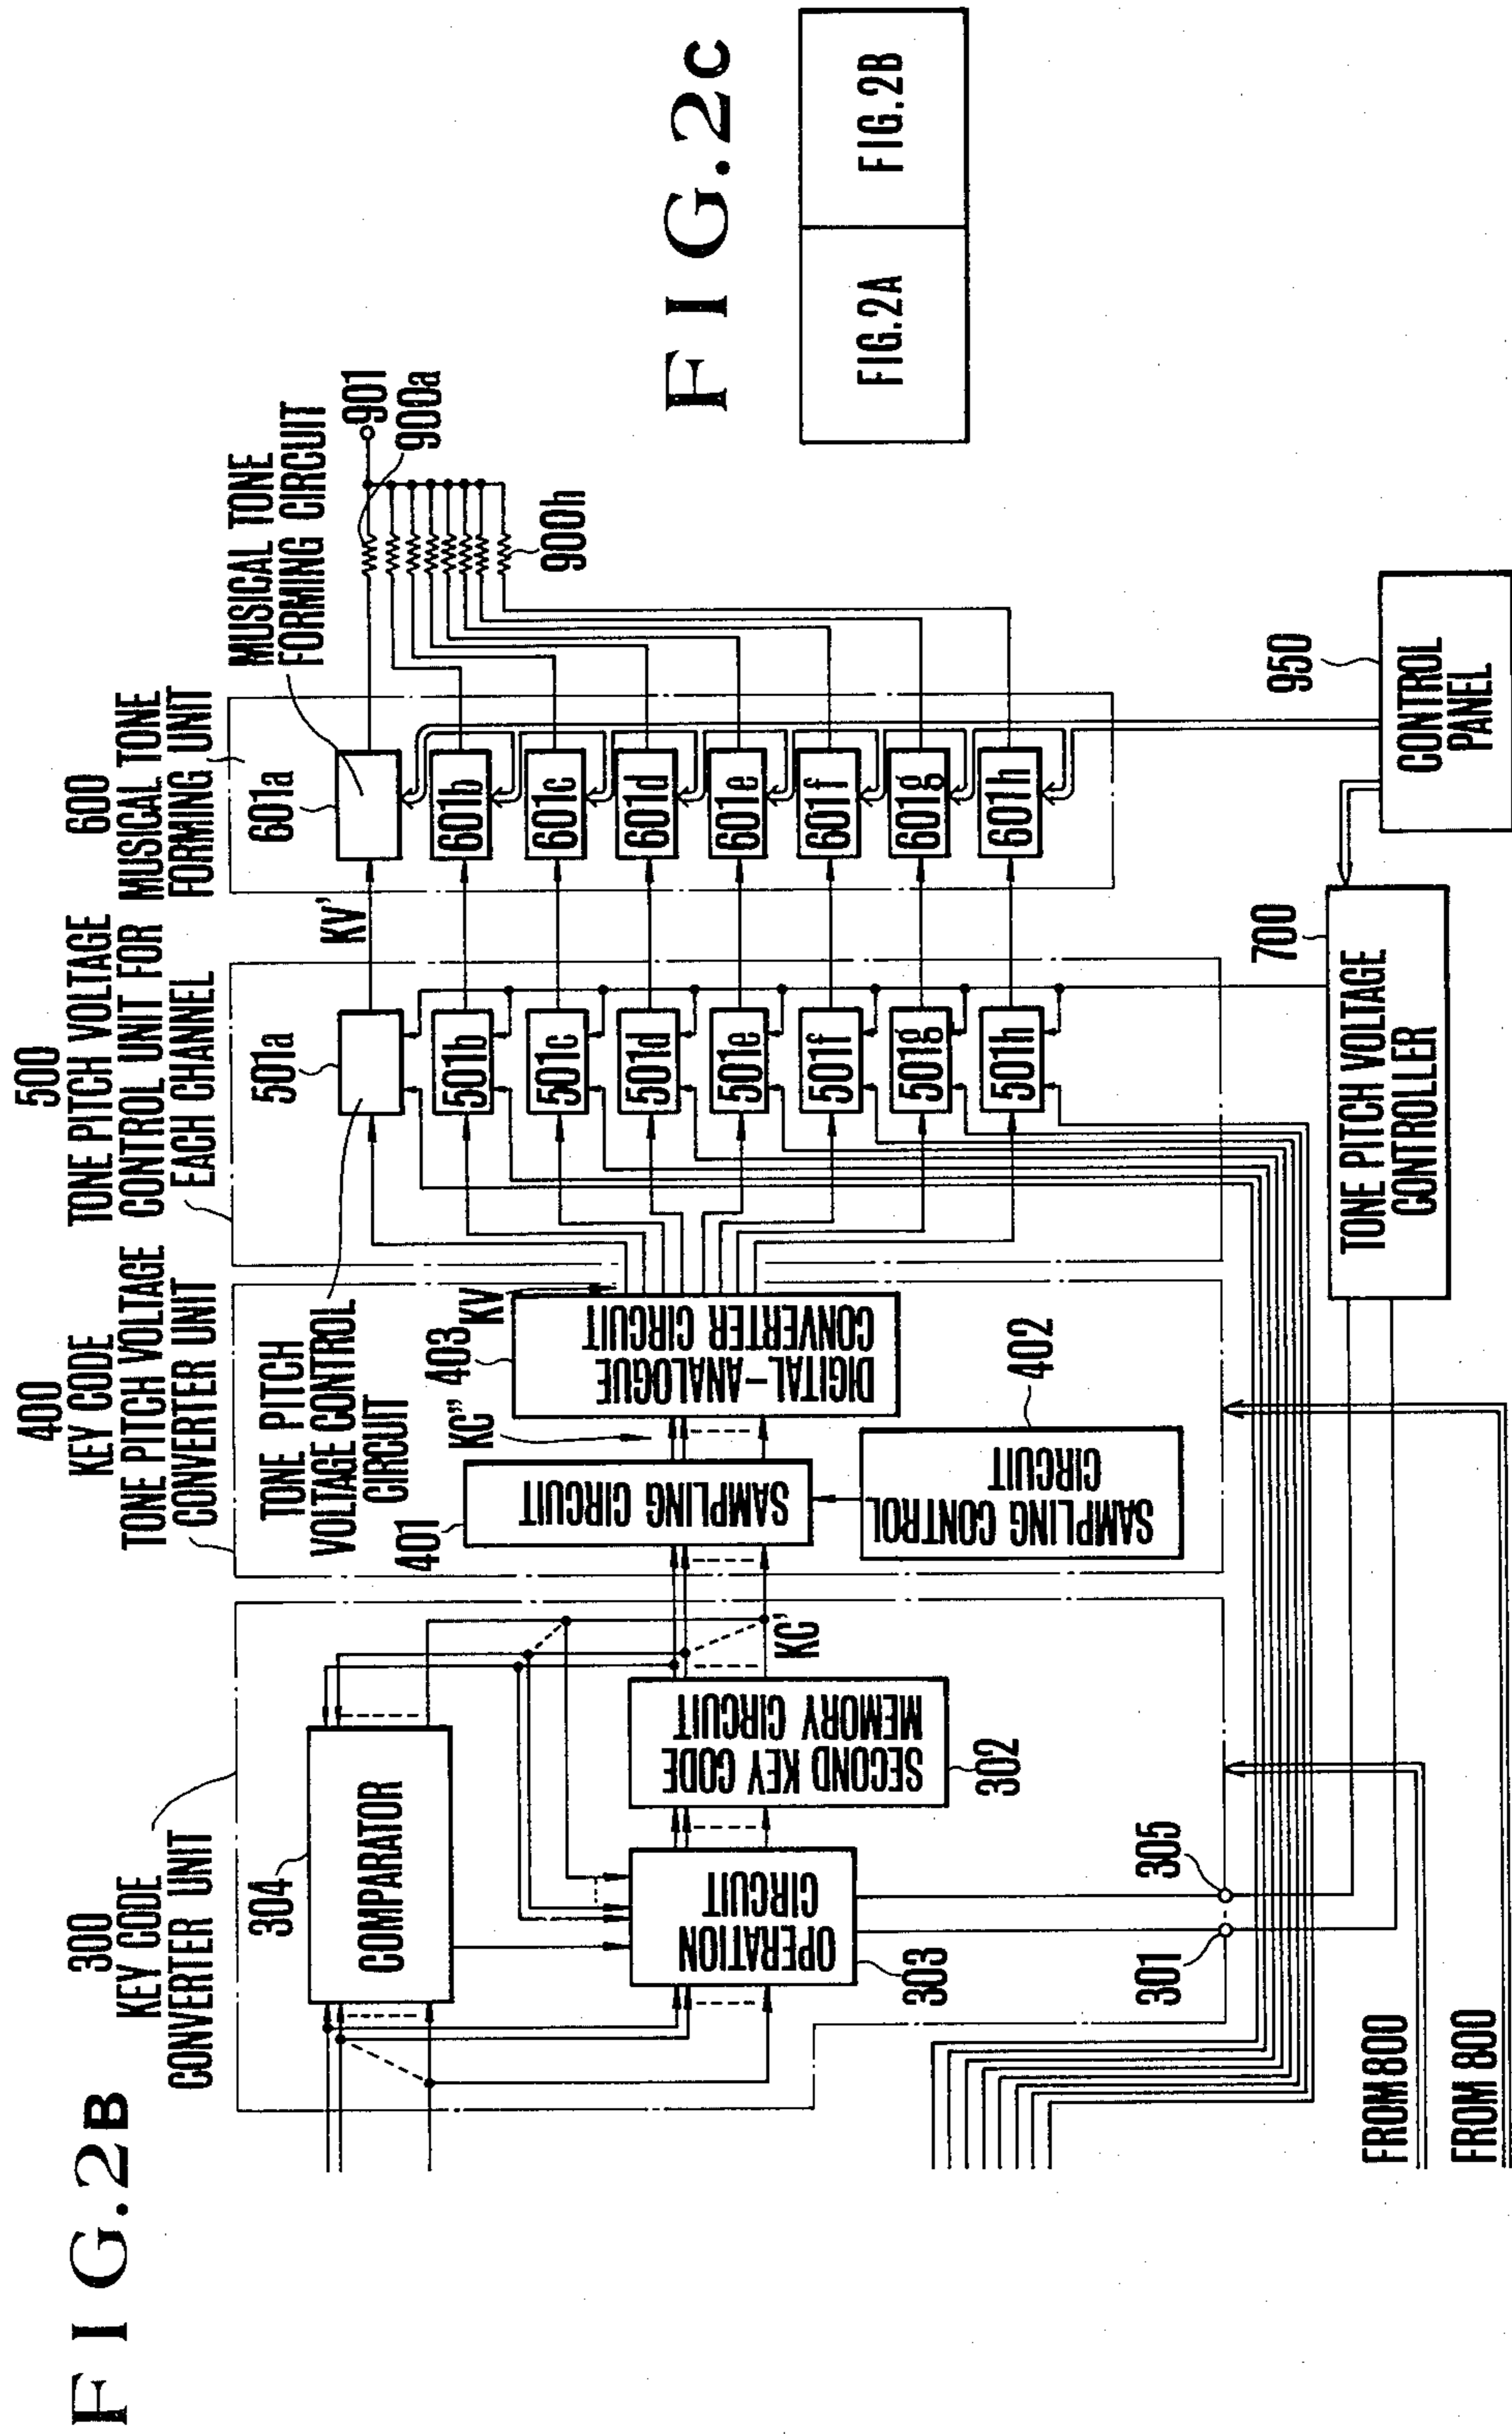 FIG.2B
300
KEY CODE
CONVERTER UNIT
304
COMPARATOR
OPERATION
CIRCUIT
303
SECOND KEY CODE
MEMORY CIRCUIT
302
KC'
301
305
FROM 800
FROM 800
400
KEY CODE
TONE PITCH VOLTAGE
CONVERTER UNIT
401
SAMPLING CIRCUIT
SAMPLING CONTROL
CIRCUIT
402
KC"
403
DIGITAL-ANALOGUE
CONVERTER CIRCUIT
KV
TONE PITCH
VOLTAGE CONTROL
CIRCUIT
500
TONE PITCH VOLTAGE
CONTROL UNIT FOR
EACH CHANNEL
501a
501b
501c
501d
501e
501f
501g
501h
KV'
600
MUSICAL TONE
FORMING UNIT
601a
601b
601c
601d
601e
601f
601g
601h
MUSICAL TONE
FORMING CIRCUIT
901
900a
900h
700
TONE PITCH VOLTAGE
CONTROLLER
950
CONTROL
PANEL
FIG.2C
FIG.2A
FIG.2B